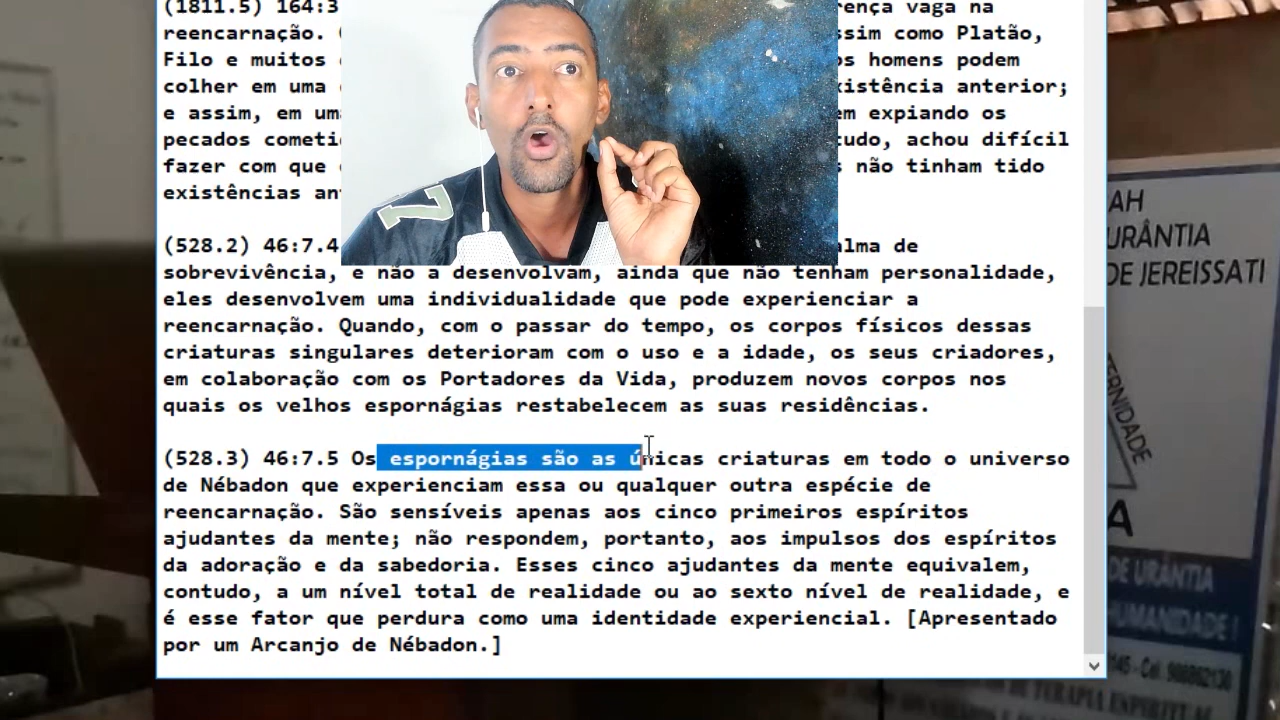 (1811.5) 164:3 rença vaga na
reencarnação. ssim como Platão,
Filo e muitos os homens podem
colher em uma xistência anterior;
e assim, em um em expiando os
pecados cometi tudo, achou difícil
fazer com que s não tinham tido
existências an
(528.2) 46:7.4 alma de
sobrevivência, e não a desenvolvam, ainda que não tenham personalidade,
eles desenvolvem uma individualidade que pode experienciar a
reencarnação. Quando, com o passar do tempo, os corpos físicos dessas
criaturas singulares deterioram com o uso e a idade, os seus criadores,
em colaboração com os Portadores da Vida, produzem novos corpos nos
quais os velhos espornágias restabelecem as suas residências.
(528.3) 46:7.5 Os espornágias são as únicas criaturas em todo o universo
de Nébadon que experienciam essa ou qualquer outra espécie de
reencarnação. São sensíveis apenas aos cinco primeiros espíritos
ajudantes da mente; não respondem, portanto, aos impulsos dos espíritos
da adoração e da sabedoria. Esses cinco ajudantes da mente equivalem,
contudo, a um nível total de realidade ou ao sexto nível de realidade, e
é esse fator que perdura como uma identidade experiencial. [Apresentado
por um Arcanjo de Nébadon.]
AH
URÂNTIA
DE JEREISSATI
TERNIDADE
A
DE URÂNTIA
HUMANIDADE !
7